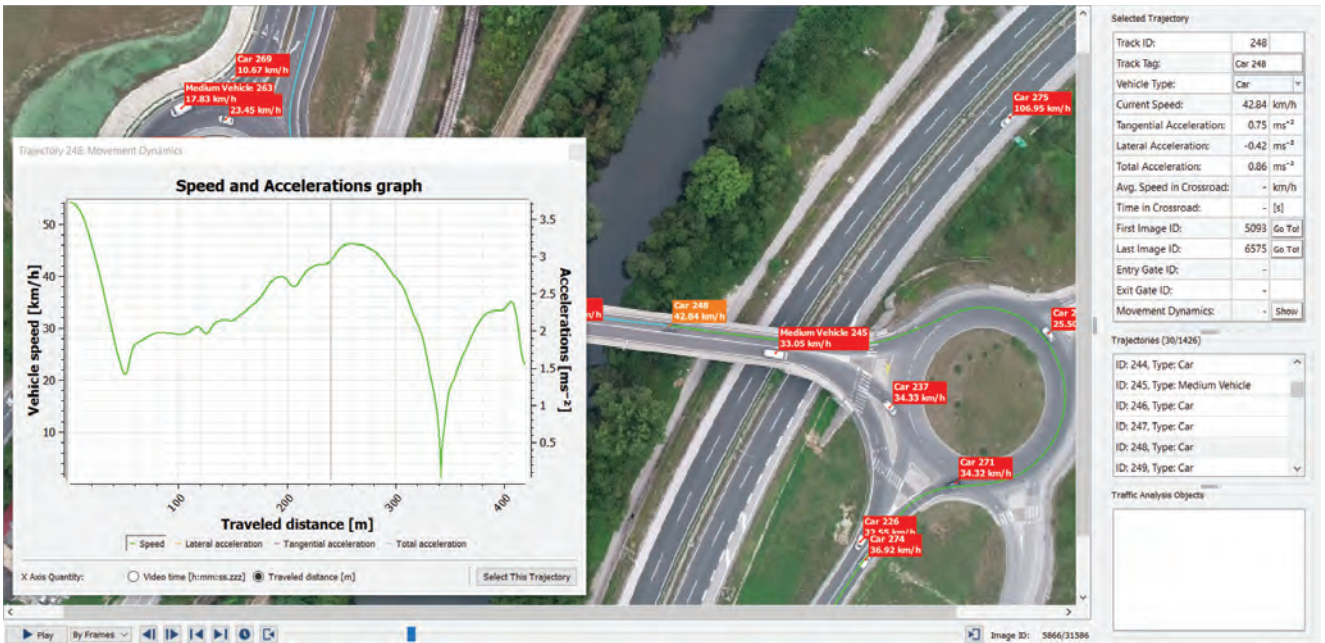 Car 269
10.67 km/h
Medium Vehicle 263
17.83 km/h
23.45 km/h
Car 275
106.95 km/h
Trajectory 248: Movement Dynamics
Speed and Accelerations graph
Vehicle speed [km/h]
50
40
30
20
10
3.5
3
2.5
2
1.5
1
0.5
Accelerations [ms⁻²]
100
200
300
400
Traveled distance [m]
Speed
Lateral acceleration
Tangential acceleration
Total acceleration
X Axis Quantity:
Video time [h:mm:ss.zzz]
Traveled distance [m]
Select This Trajectory
km/h
Car 248
42.84 km/h
Medium Vehicle 245
33.05 km/h
25.50
Car 237
34.33 km/h
Car 271
34.32 km/h
Car 226
Car 274
36.92 km/h
Selected Trajectory
Track ID: 248
Track Tag: Car 248
Vehicle Type: Car
Current Speed: 42.84 km/h
Tangential Acceleration: 0.75 ms⁻²
Lateral Acceleration: -0.42 ms⁻²
Total Acceleration: 0.86 ms⁻²
Avg. Speed in Crossroad: - km/h
Time in Crossroad: - [s]
First Image ID: 5093 Go To!
Last Image ID: 6575 Go To!
Entry Gate ID: -
Exit Gate ID: -
Movement Dynamics: - Show
Trajectories (30/1426)
ID: 244, Type: Car
ID: 245, Type: Medium Vehicle
ID: 246, Type: Car
ID: 247, Type: Car
ID: 248, Type: Car
ID: 249, Type: Car
Traffic Analysis Objects
Play
By Frames
Image ID: 5866/31586